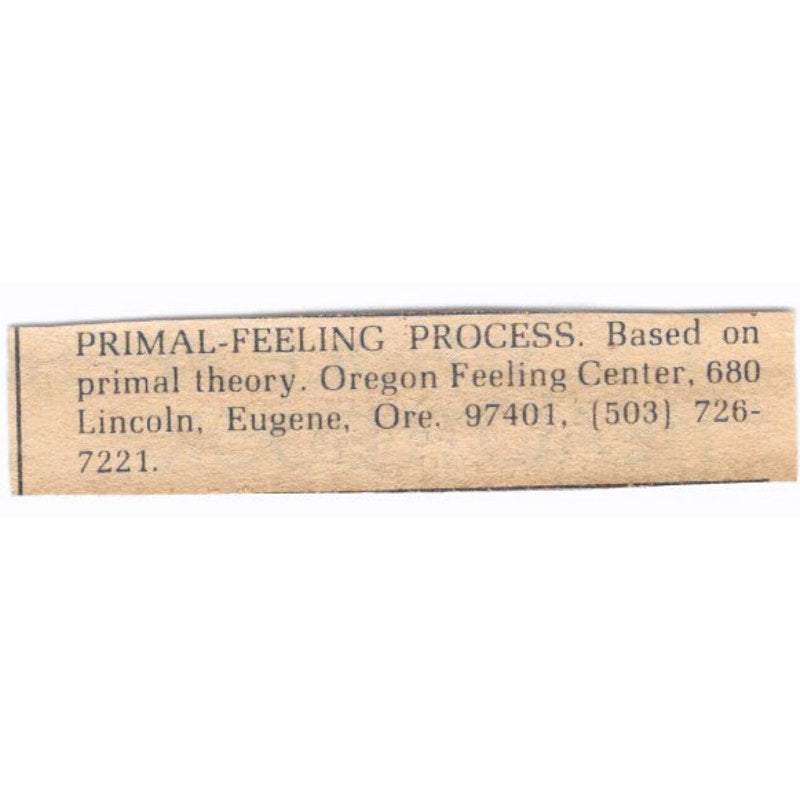 PRIMAL-FEELING PROCESS. Based on
primal theory. Oregon Feeling Center, 680
Lincoln, Eugene, Ore. 97401, (503) 726-
7221.